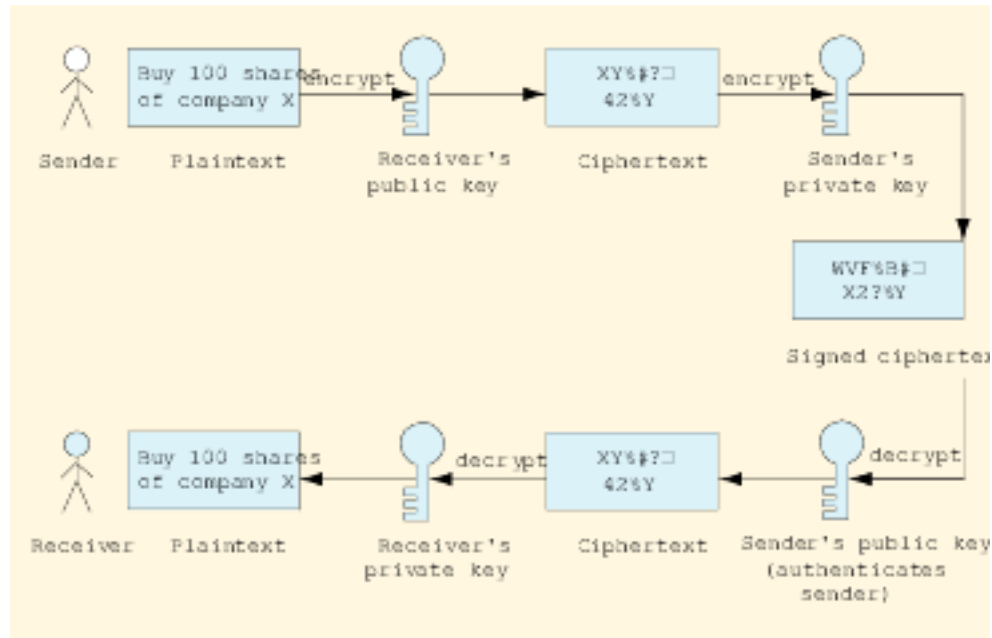 Buy 100 shares
of company X
encrypt
XY%$?□
42%Y
encrypt
Sender
Plaintext
Receiver's
public key
Ciphertext
Sender's
private key
WVF%B$□
X2?%Y
Signed ciphertex
Buy 100 shares
of company X
decrypt
XY%$?□
42%Y
decrypt
Receiver
Plaintext
Receiver's
private key
Ciphertext
Sender's public key
(authenticates
sender)